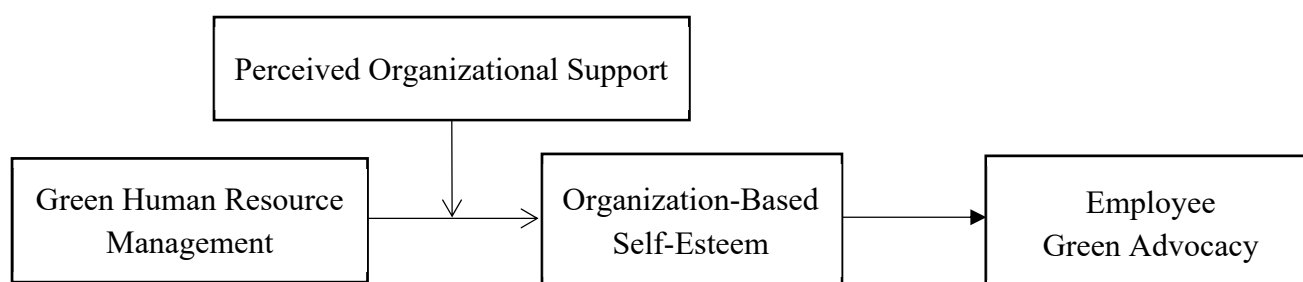 Perceived Organizational Support
Green Human Resource
Management
Organization-Based
Self-Esteem
Employee
Green Advocacy